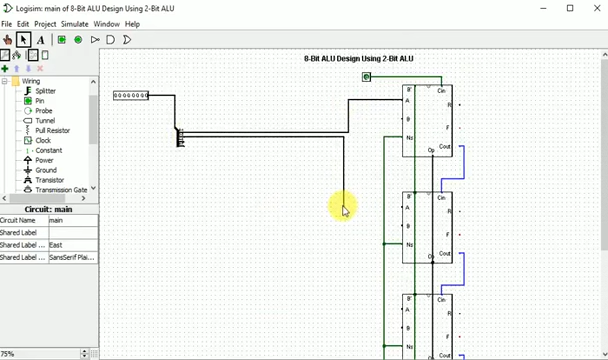 Logisim: main of 8-Bit ALU Design Using 2-Bit ALU
File Edit Project Simulate Window Help
A
Wiring
Splitter
Pin
Probe
Tunnel
Pull Resistor
Clock
Constant
Power
Ground
Transistor
Transmission Gate
Circuit: main
Circuit Name main
Shared Label
Shared Label ... East
Shared Label ... SansSerif Plai...
75%
8-Bit ALU Design Using 2-Bit ALU
B' Cin
A R
B F
Ns Cout
Op
B' Cin
A R
B F
Ns Cout
Op
B' Cin
A R
B F
Ns Cout